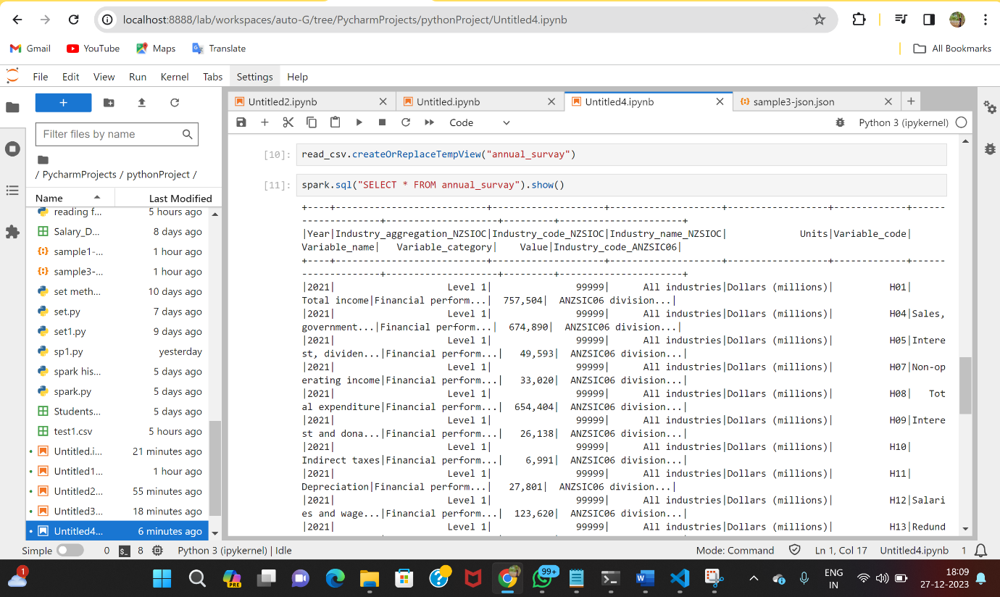 localhost:8888/lab/workspaces/auto-G/tree/PycharmProjects/pythonProject/Untitled4.ipynb
Gmail YouTube Maps Translate All Bookmarks
File Edit View Run Kernel Tabs Settings Help
+
Filter files by name
/ PycharmProjects / pythonProject /
Name Last Modified
reading f... 5 hours ago
Salary_D... 8 days ago
sample1-... 1 hour ago
sample3-... 1 hour ago
set meth... 10 days ago
set.py 7 days ago
set1.py 9 days ago
sp1.py yesterday
spark his... 5 days ago
spark.py 5 days ago
Students... 5 days ago
test1.csv 5 hours ago
Untitled.i... 21 minutes ago
Untitled1... 1 hour ago
Untitled2... 55 minutes ago
Untitled3... 18 minutes ago
Untitled4... 6 minutes ago
Untitled2.ipynb Untitled.ipynb Untitled4.ipynb sample3-json.json
Code Python 3 (ipykernel)
[10]: read_csv.createOrReplaceTempView("annual_survay")
[11]: spark.sql("SELECT * FROM annual_survay").show()
+----+---------------------------+--------------------+--------------------+------------------+-------------+------
--------------+--------------------+---------+----------------------+
|Year|Industry_aggregation_NZSIOC|Industry_code_NZSIOC|Industry_name_NZSIOC|             Units|Variable_code|
Variable_name|   Variable_category|    Value|Industry_code_ANZSIC06|
+----+---------------------------+--------------------+--------------------+------------------+-------------+------
--------------+--------------------+---------+----------------------+
|2021|                    Level 1|               99999|      All industries|Dollars (millions)|          H01|
Total income|Financial perform...|  757,504|  ANZSIC06 division...|
|2021|                    Level 1|               99999|      All industries|Dollars (millions)|          H04|Sales,
government...|Financial perform...|  674,890|  ANZSIC06 division...|
|2021|                    Level 1|               99999|      All industries|Dollars (millions)|          H05|Intere
st, dividen...|Financial perform...|   49,593|  ANZSIC06 division...|
|2021|                    Level 1|               99999|      All industries|Dollars (millions)|          H07|Non-op
erating income|Financial perform...|   33,020|  ANZSIC06 division...|
|2021|                    Level 1|               99999|      All industries|Dollars (millions)|          H08|   Tot
al expenditure|Financial perform...|  654,404|  ANZSIC06 division...|
|2021|                    Level 1|               99999|      All industries|Dollars (millions)|          H09|Intere
st and dona...|Financial perform...|   26,138|  ANZSIC06 division...|
|2021|                    Level 1|               99999|      All industries|Dollars (millions)|          H10|
Indirect taxes|Financial perform...|    6,991|  ANZSIC06 division...|
|2021|                    Level 1|               99999|      All industries|Dollars (millions)|          H11|
Depreciation|Financial perform...|   27,801|  ANZSIC06 division...|
|2021|                    Level 1|               99999|      All industries|Dollars (millions)|          H12|Salari
es and wage...|Financial perform...|  123,620|  ANZSIC06 division...|
|2021|                    Level 1|               99999|      All industries|Dollars (millions)|          H13|Redund
Simple 0 8 Python 3 (ipykernel) | Idle Mode: Command Ln 1, Col 17 Untitled4.ipynb 1
1 PRE 99+ ENG IN 18:09
27-12-2023